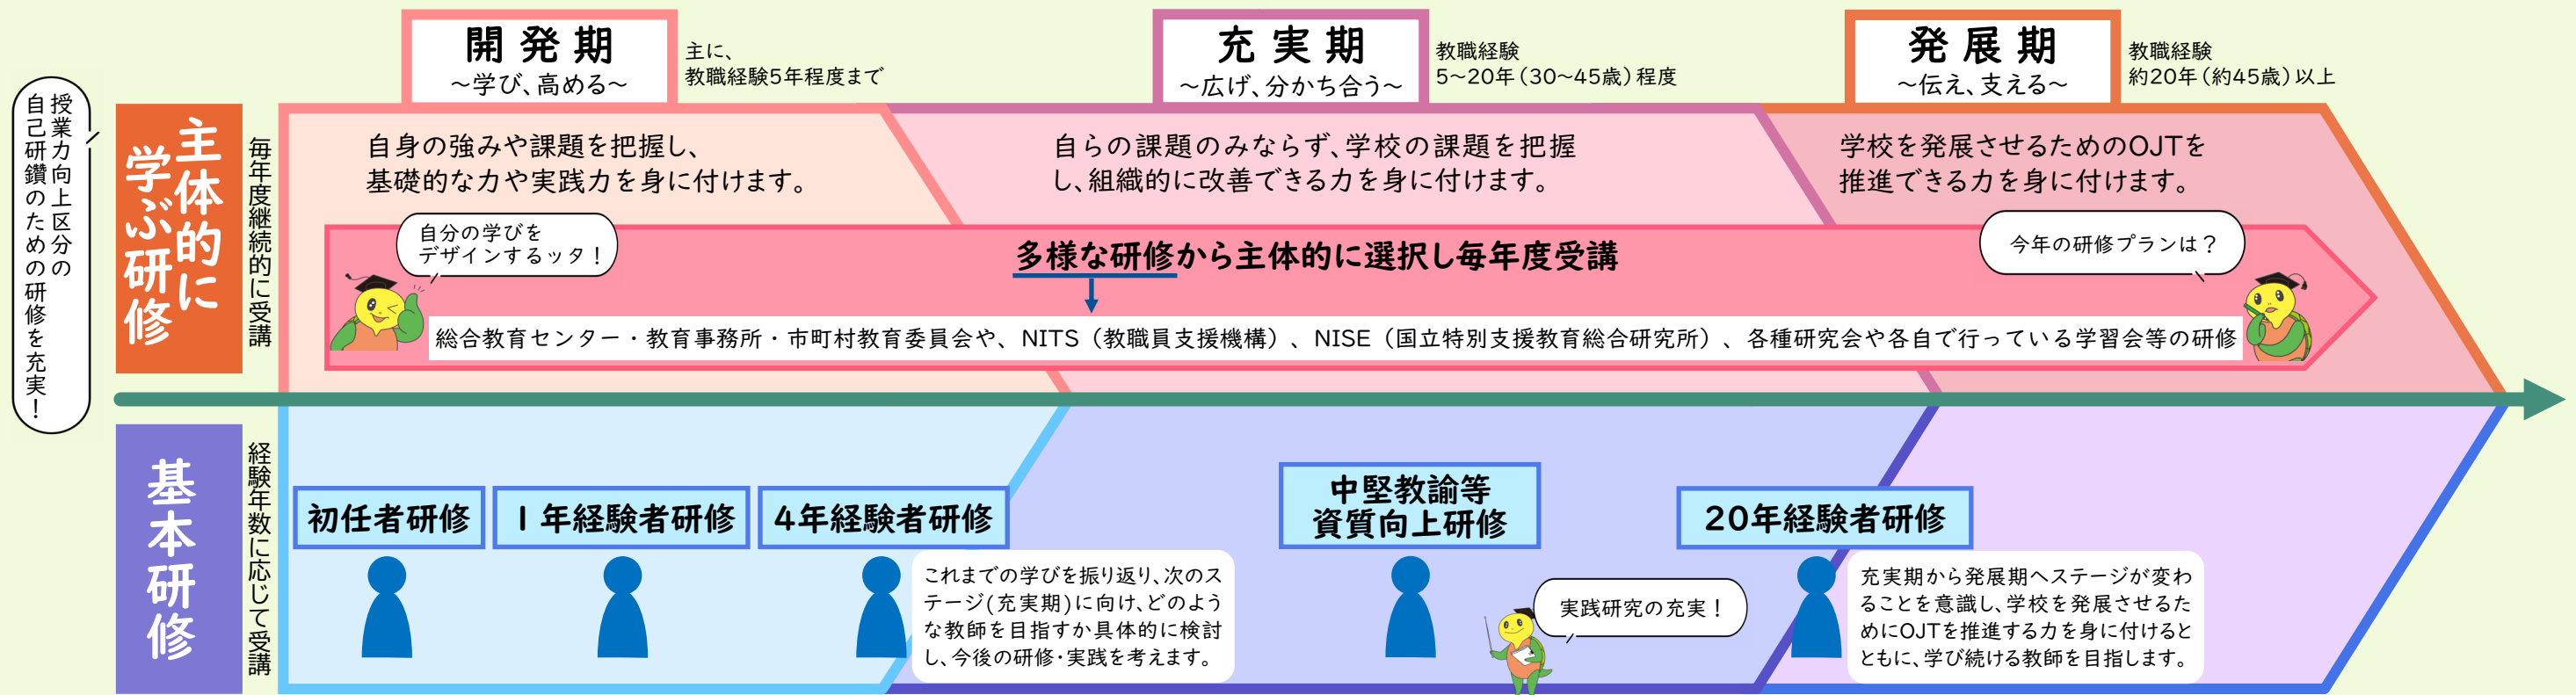 開発期
～学び、高める～
主に、
教職経験5年程度まで
充実期
～広げ、分かち合う～
教職経験
5～20年（30～45歳）程度
発展期
～伝え、支える～
教職経験
約20年（約45歳）以上
授業力向上区分の
自己研鑽のための研修を充実！
主体的に
学ぶ研修
毎年度継続的に受講
自身の強みや課題を把握し、
基礎的な力や実践力を身に付けます。
自らの課題のみならず、学校の課題を把握
し、組織的に改善できる力を身に付けます。
学校を発展させるためのOJTを
推進できる力を身に付けます。
自分の学びを
デザインするッタ！
多様な研修から主体的に選択し毎年度受講
今年の研修プランは？
総合教育センター・教育事務所・市町村教育委員会や、NITS（教職員支援機構）、NISE（国立特別支援教育総合研究所）、各種研究会や各自で行っている学習会等の研修
基本研修
経験年数に応じて受講
初任者研修
1年経験者研修
4年経験者研修
これまでの学びを振り返り、次のス
テージ(充実期)に向け、どのよう
な教師を目指すか具体的に検討
し、今後の研修・実践を考えます。
中堅教諭等
資質向上研修
実践研究の充実！
20年経験者研修
充実期から発展期へステージが変わ
ることを意識し、学校を発展させるた
めにOJTを推進する力を身に付けると
ともに、学び続ける教師を目指します。